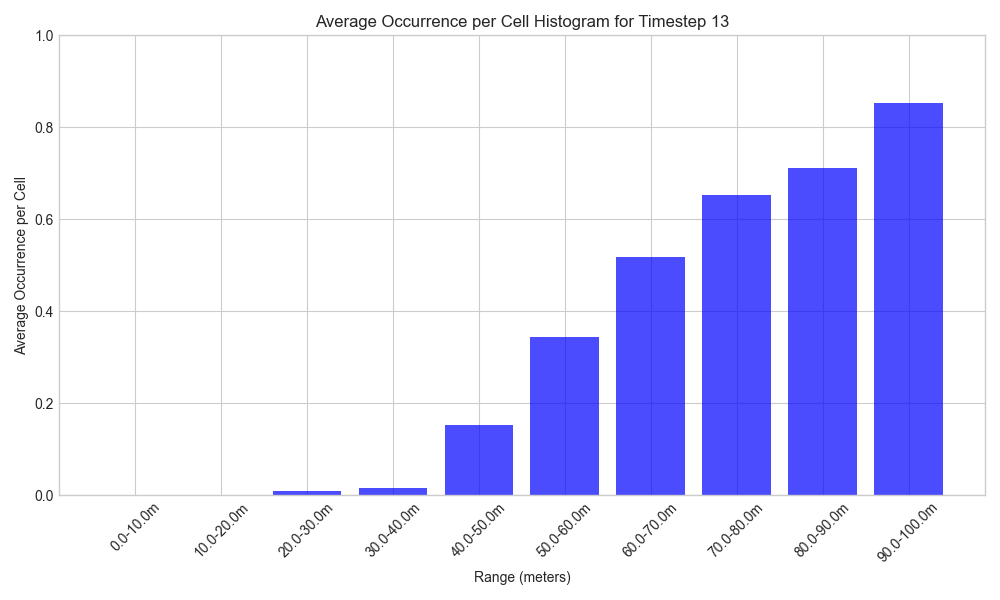 Average Occurrence per Cell Histogram for Timestep 13
Average Occurrence per Cell
1.0
0.8
0.6
0.4
0.2
0.0
0.0-10.0m
10.0-20.0m
20.0-30.0m
30.0-40.0m
40.0-50.0m
50.0-60.0m
60.0-70.0m
70.0-80.0m
80.0-90.0m
90.0-100.0m
Range (meters)